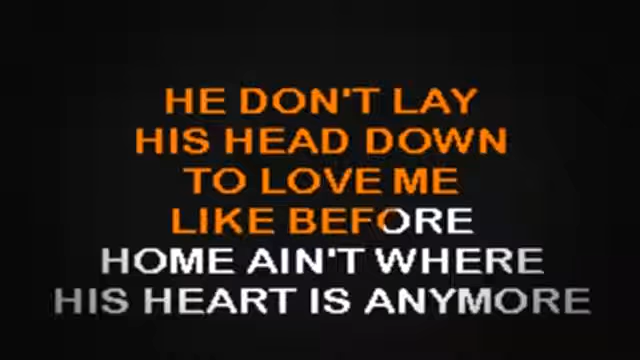 HE DON'T LAY
HIS HEAD DOWN
TO LOVE ME
LIKE BEFORE
HOME AIN'T WHERE
HIS HEART IS ANYMORE